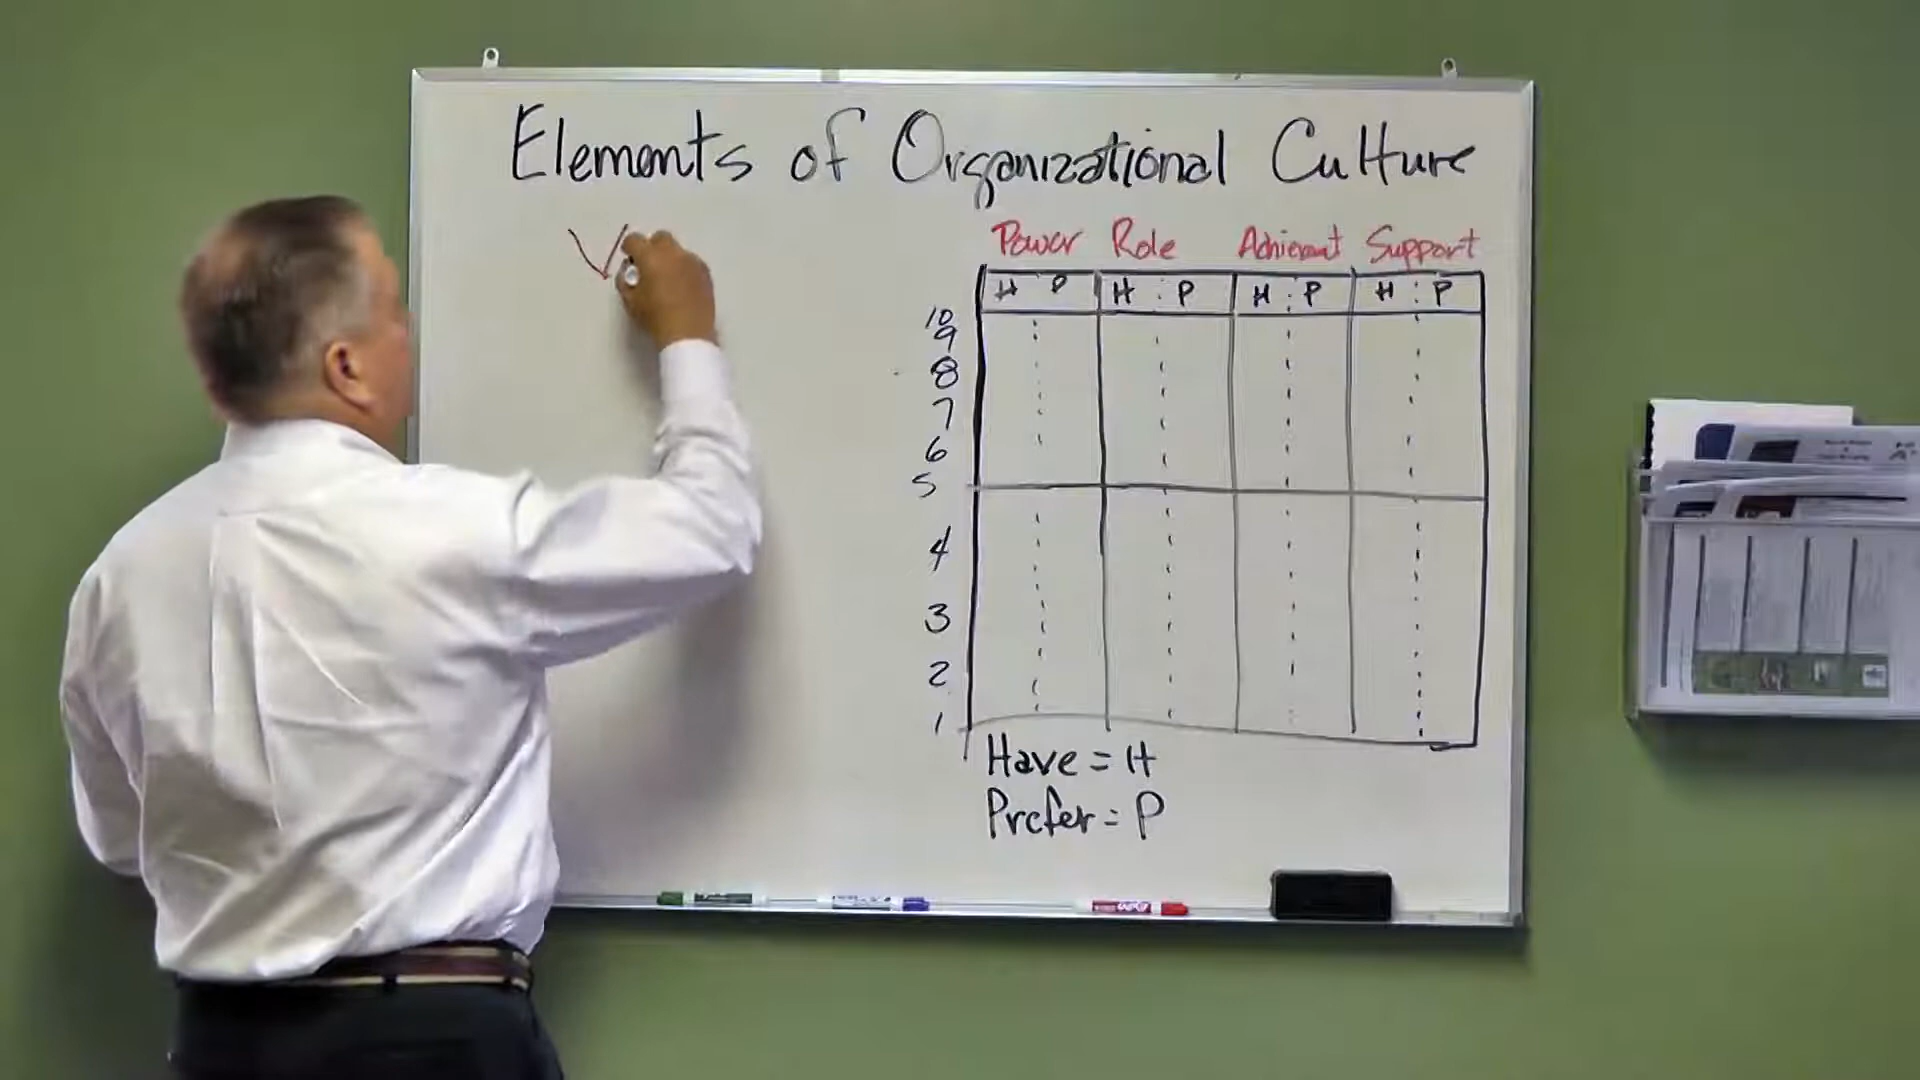 Elements of Organizational Culture
V
Power Role Achievmt Support
H P H P H P H P
10
9
8
7
6
5
4
3
2
1
Have = H
Prefer = P